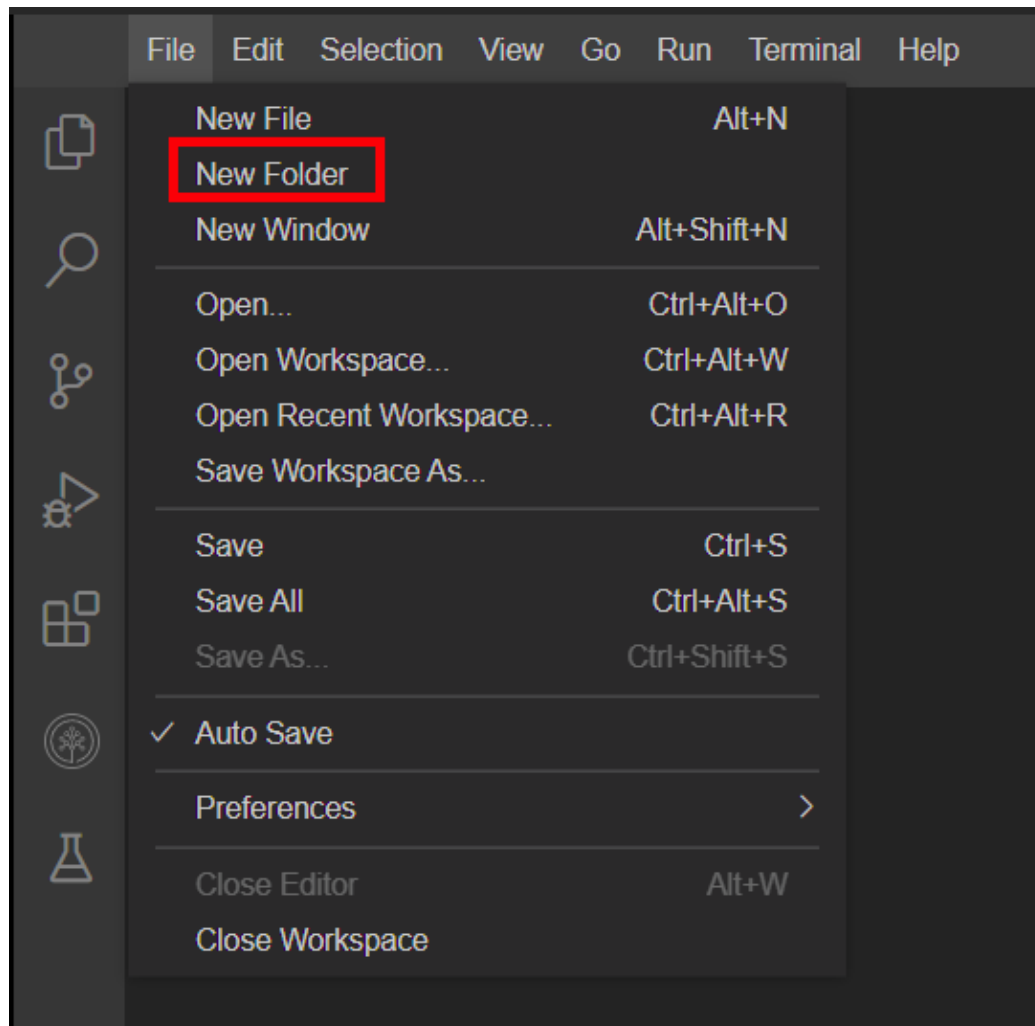 File Edit Selection View Go Run Terminal Help
New File Alt+N
New Folder
New Window Alt+Shift+N
Open... Ctrl+Alt+O
Open Workspace... Ctrl+Alt+W
Open Recent Workspace... Ctrl+Alt+R
Save Workspace As...
Save Ctrl+S
Save All Ctrl+Alt+S
Save As... Ctrl+Shift+S
Auto Save
Preferences
Close Editor Alt+W
Close Workspace